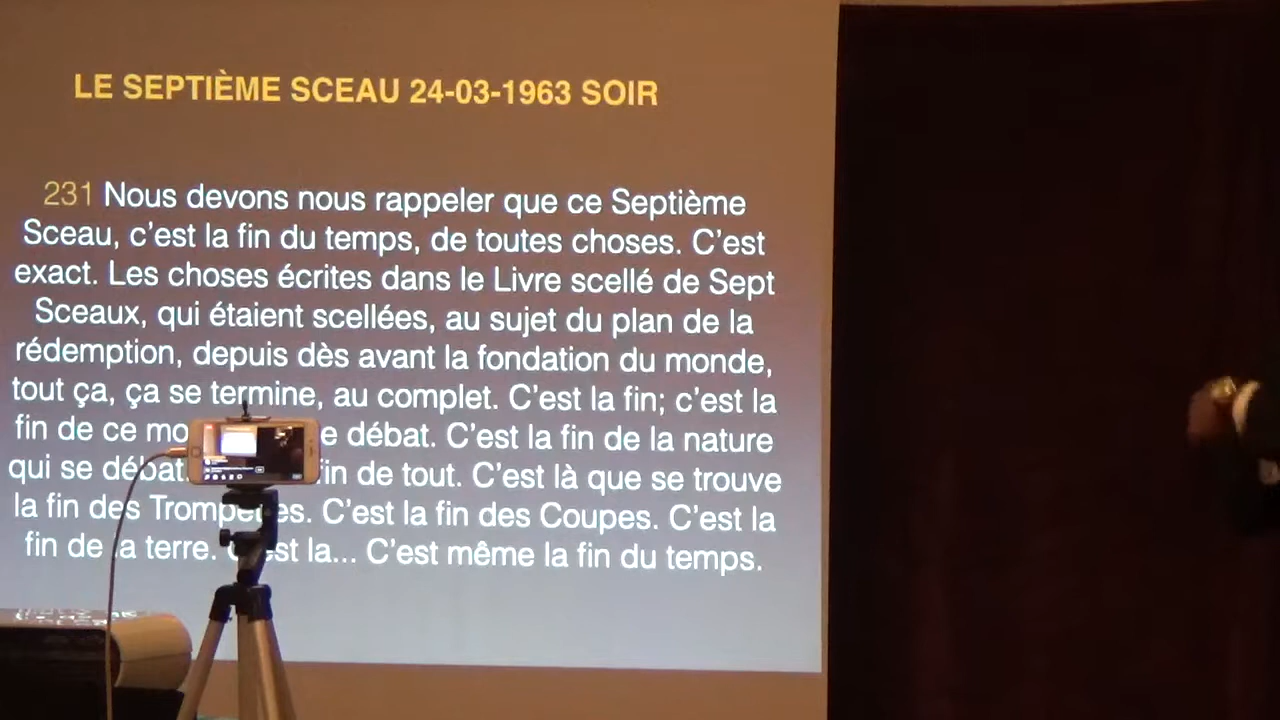 LE SEPTIÈME SCEAU 24-03-1963 SOIR
231 Nous devons nous rappeler que ce Septième
Sceau, c'est la fin du temps, de toutes choses. C'est
exact. Les choses écrites dans le Livre scellé de Sept
Sceaux, qui étaient scellées, au sujet du plan de la
rédemption, depuis dès avant la fondation du monde,
tout ça, ça se termine, au complet. C'est la fin; c'est la
fin de ce e débat. C'est la fin de la nature
qui se débat. fin de tout. C'est là que se trouve
la fin des Trompettes. C'est la fin des Coupes. C'est la
fin de la terre. C'est la... C'est même la fin du temps.